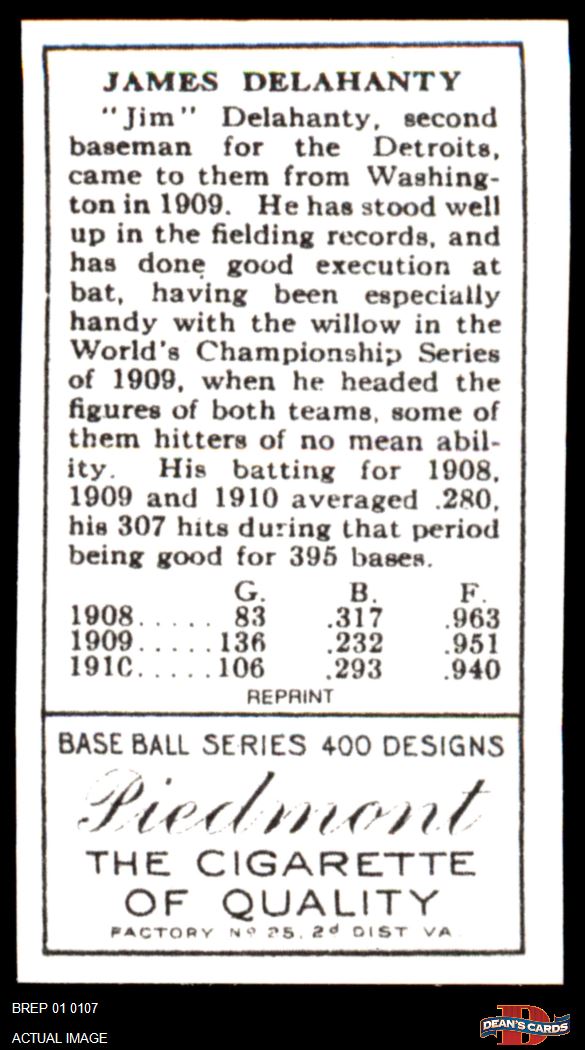 JAMES DELAHANTY
"Jim" Delahanty, second
baseman for the Detroits,
came to them from Washing-
ton in 1909. He has stood well
up in the fielding records, and
has done good execution at
bat, having been especially
handy with the willow in the
World's Championship Series
of 1909, when he headed the
figures of both teams, some of
them hitters of no mean abil-
ity. His batting for 1908,
1909 and 1910 averaged .280,
his 307 hits during that period
being good for 395 bases.
G. B. F.
1908..... 83 .317 .963
1909.....136 .232 .951
1910.....106 .293 .940
REPRINT
BASE BALL SERIES 400 DESIGNS
Piedmont
THE CIGARETTE
OF QUALITY
FACTORY Nº 25, 2d DIST VA.
BREP 01 0107
ACTUAL IMAGE
D
DEAN'S CARDS